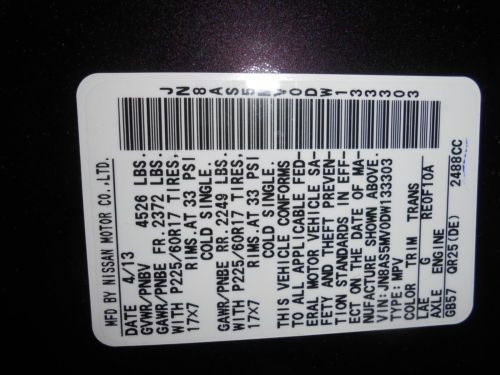 JN8AS5MV0DW133303
MFD BY NISSAN MOTOR CO.,LTD.
DATE 4/13
GVWR/PNBV 4526 LBS.
GAWR/PNBE FR. 2372 LBS.
WITH P225/60R17 TIRES,
17X7 RIMS AT 33 PSI
COLD SINGLE.
GAWR/PNBE RR. 2249 LBS.
WITH P225/60R17 TIRES,
17X7 RIMS AT 33 PSI
COLD SINGLE.
THIS VEHICLE CONFORMS
TO ALL APPLICABLE FED-
ERAL MOTOR VEHICLE SA-
FETY AND THEFT PREVEN-
TION STANDARDS IN EFF-
ECT ON THE DATE OF MA-
NUFACTURE SHOWN ABOVE.
VIN:JN8AS5MV0DW133303
TYPE:MPV
COLOR TRIM TRANS
LAE G RE0F10A
AXLE ENGINE
GB57 QR25(DE) 2488CC